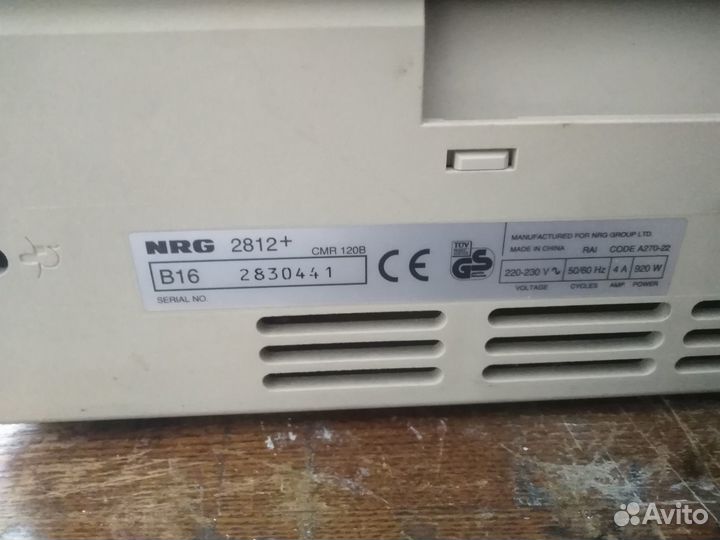 NRG 2812+ CMR 120B
B16 2830441
SERIAL NO.
CE
TÜV
GS
MANUFACTURED FOR NRG GROUP LTD.
MADE IN CHINA RAI CODE A270-22
220-230 V 50/60 Hz 4 A 920 W
VOLTAGE CYCLES AMP. POWER
Avito